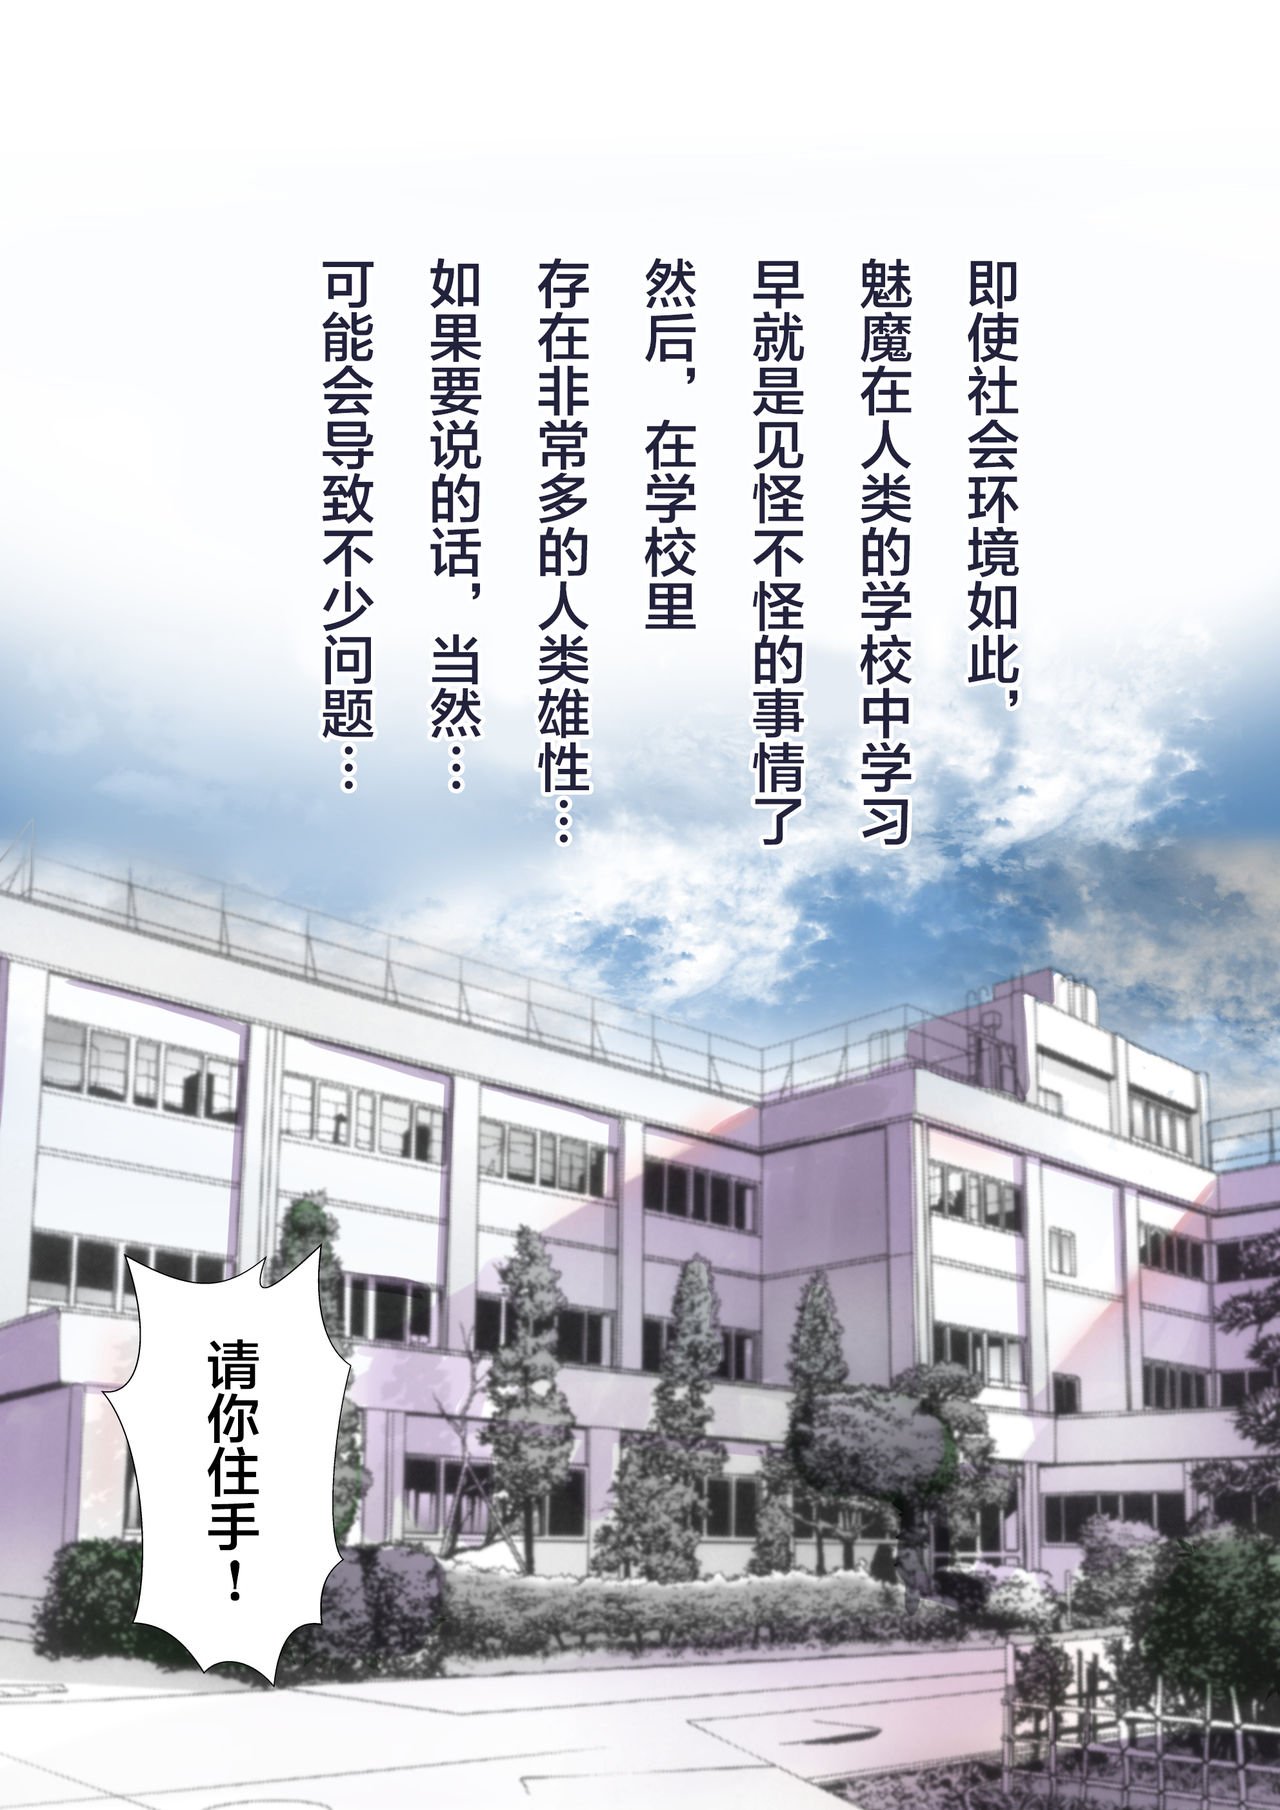 即使社会环境如此，
魅魔在人类的学校中学习
早就是见怪不怪的事情了
然后，在学校里
存在非常多的人类雄性…
如果要说的话，当然…
可能会导致不少问题…
请你住手！